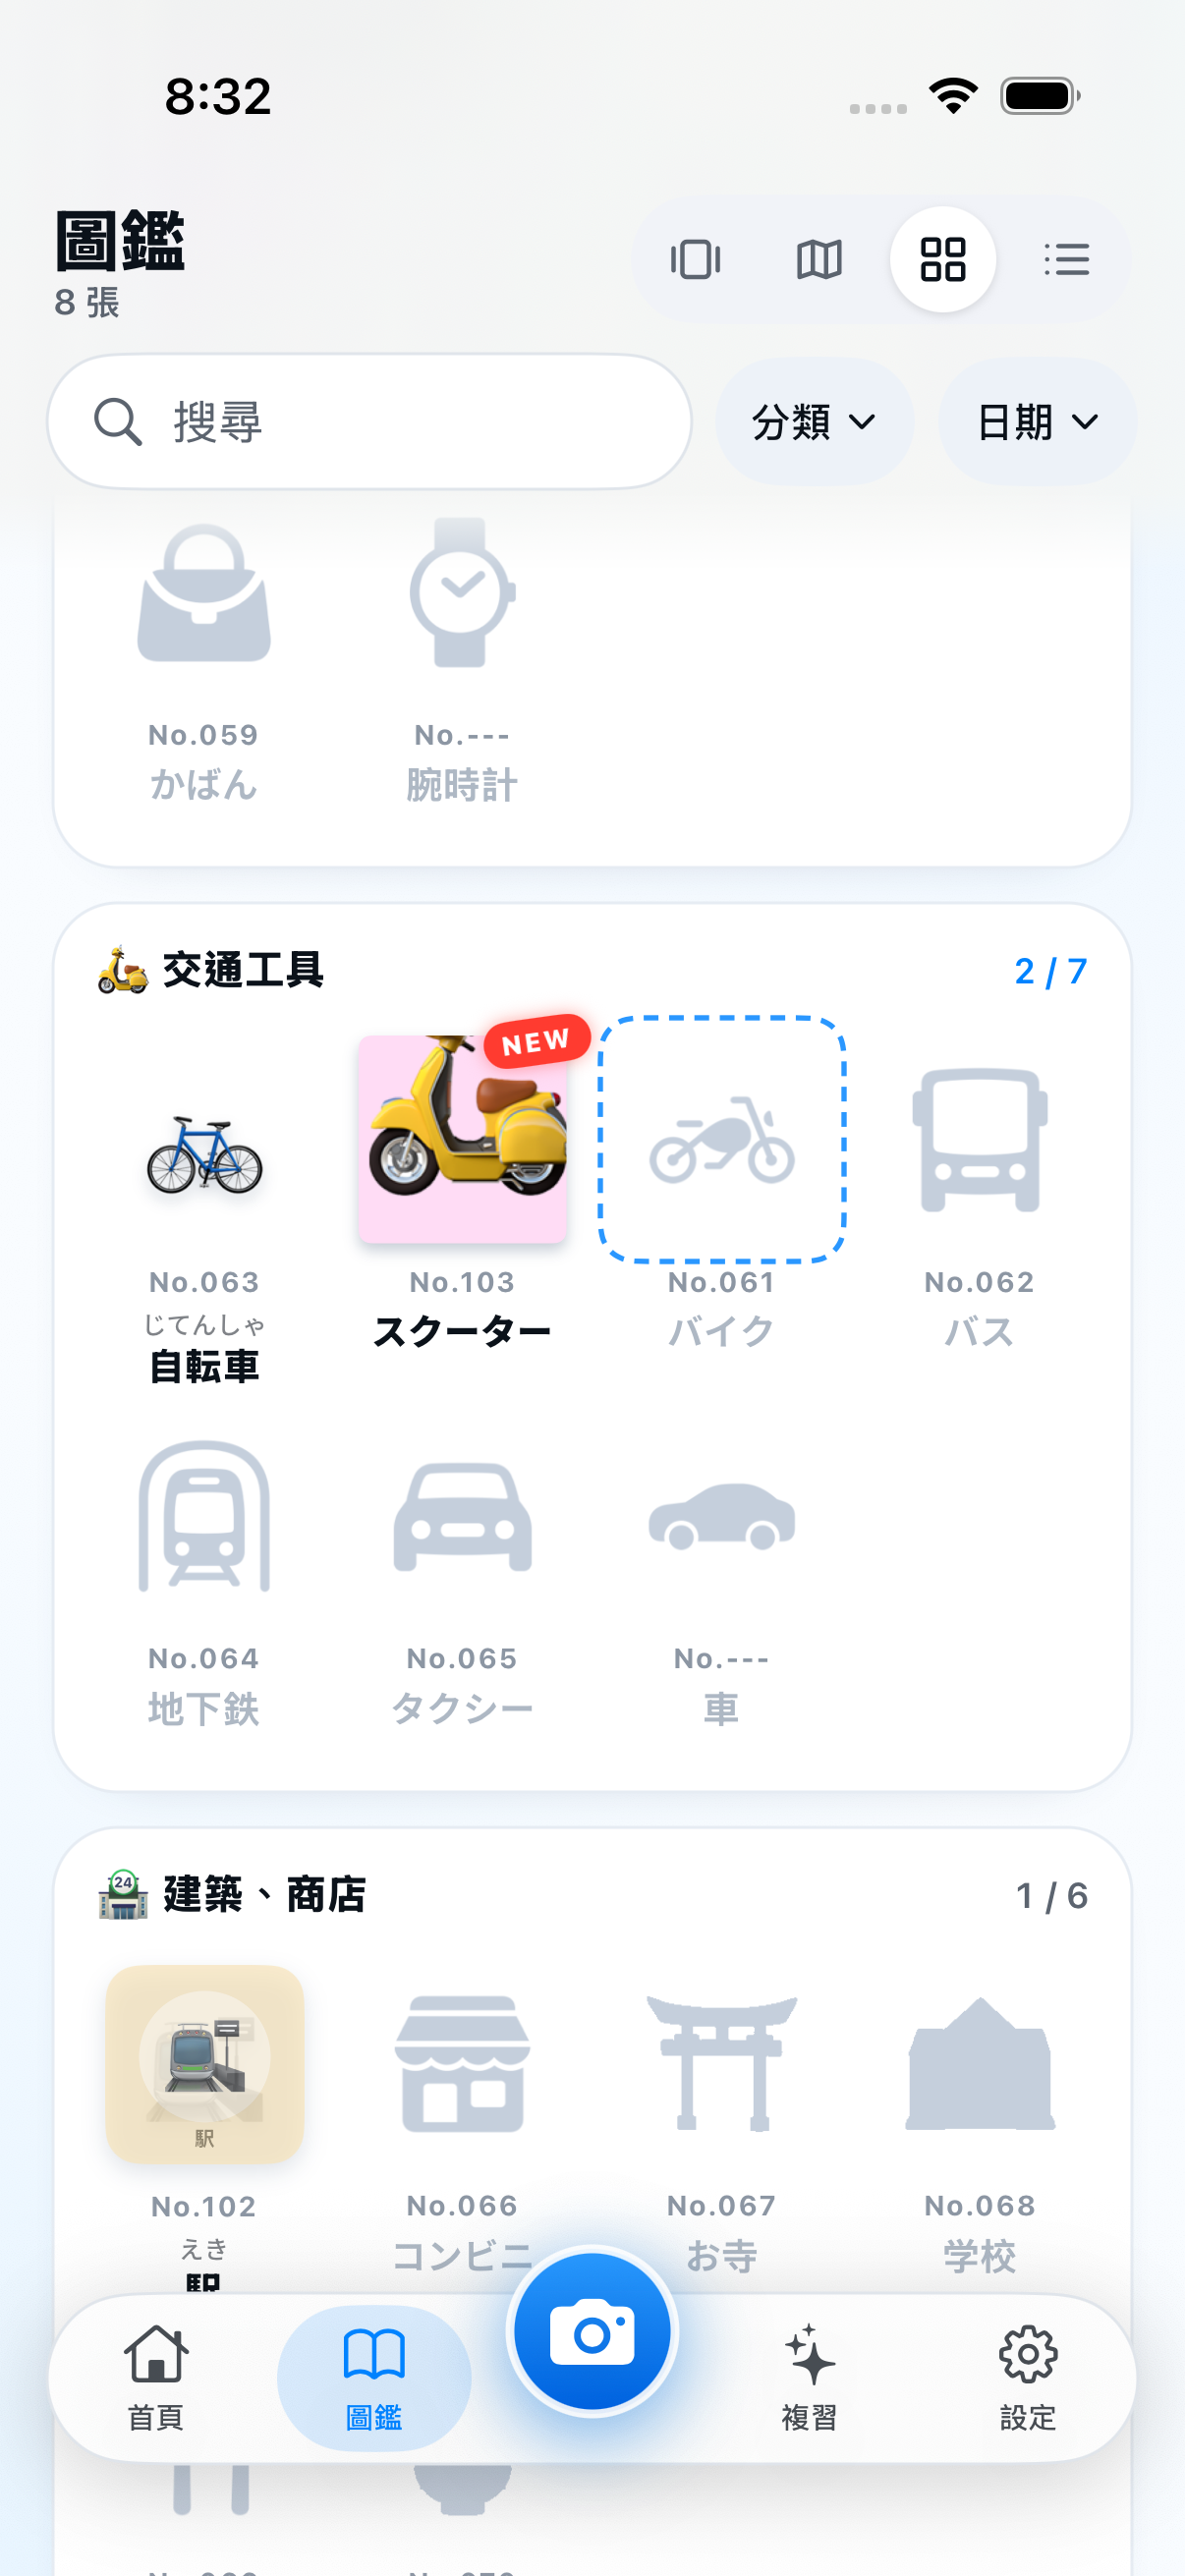 8:32
圖鑑
8 張
搜尋
分類
日期
No.059
かばん
No.---
腕時計
交通工具
2 / 7
NEW
No.063
じてんしゃ
自転車
No.103
スクーター
No.061
バイク
No.062
バス
No.064
地下鉄
No.065
タクシー
No.---
車
24
建築、商店
1 / 6
駅
No.102
えき
駅
No.066
コンビニ
No.067
お寺
No.068
学校
首頁
圖鑑
複習
設定